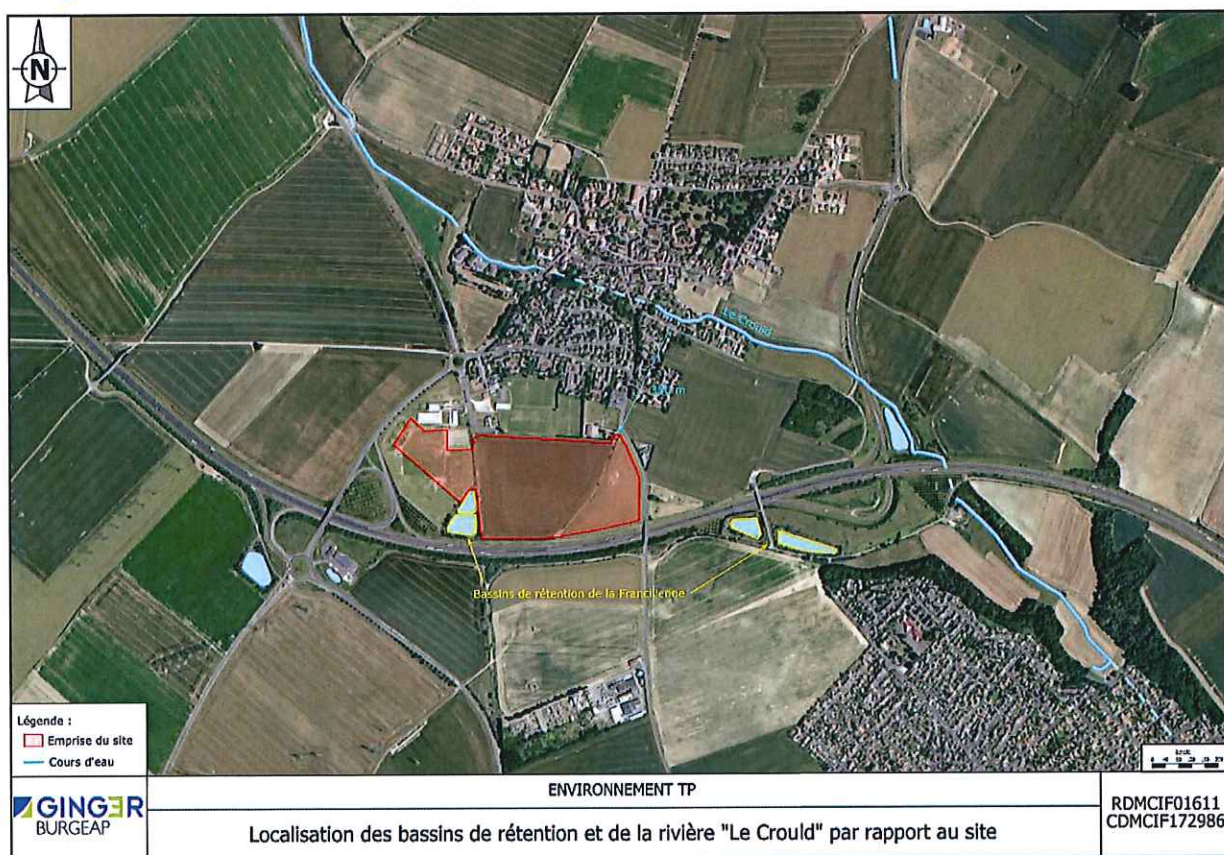 N
Le Crould
Bassins de rétention de la Francilienne
Légende :
Emprise du site
Cours d'eau
GINGER
BURGEAP
ENVIRONNEMENT TP
Localisation des bassins de rétention et de la rivière "Le Crould" par rapport au site
RDMCIF01611
CDMCIF172986